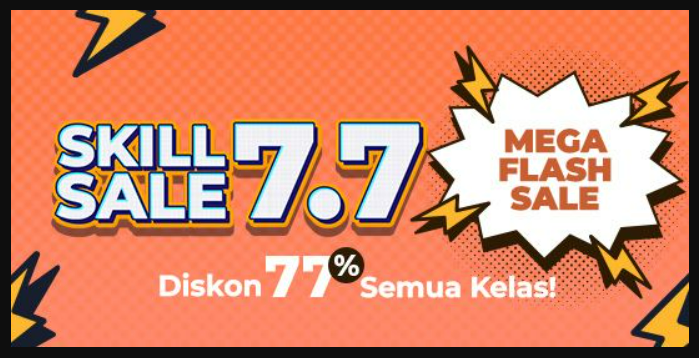 SKILL
SALE
7.7
MEGA
FLASH
SALE
Diskon 77% Semua Kelas!